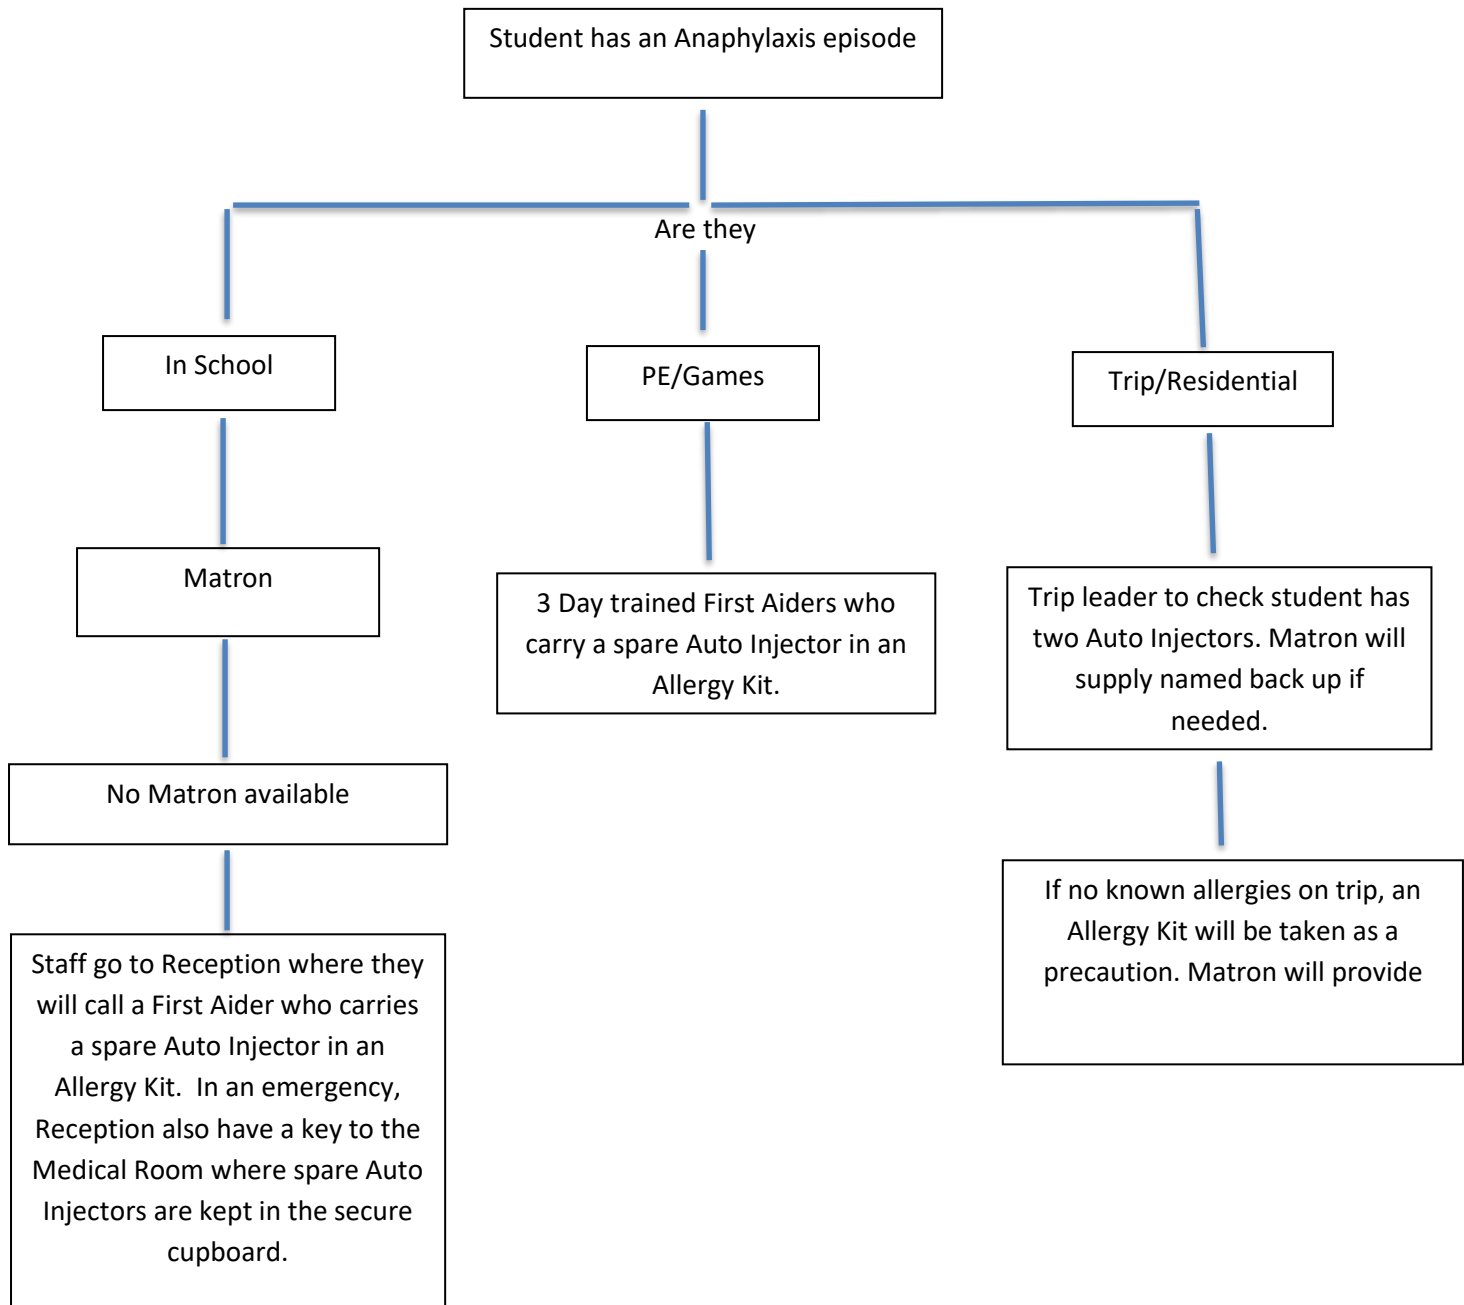 Student has an Anaphylaxis episode
Are they
In School
PE/Games
Trip/Residential
Matron
3 Day trained First Aiders who
carry a spare Auto Injector in an
Allergy Kit.
Trip leader to check student has
two Auto Injectors. Matron will
supply named back up if
needed.
No Matron available
If no known allergies on trip, an
Allergy Kit will be taken as a
precaution. Matron will provide
Staff go to Reception where they
will call a First Aider who carries
a spare Auto Injector in an
Allergy Kit.  In an emergency,
Reception also have a key to the
Medical Room where spare Auto
Injectors are kept in the secure
cupboard.